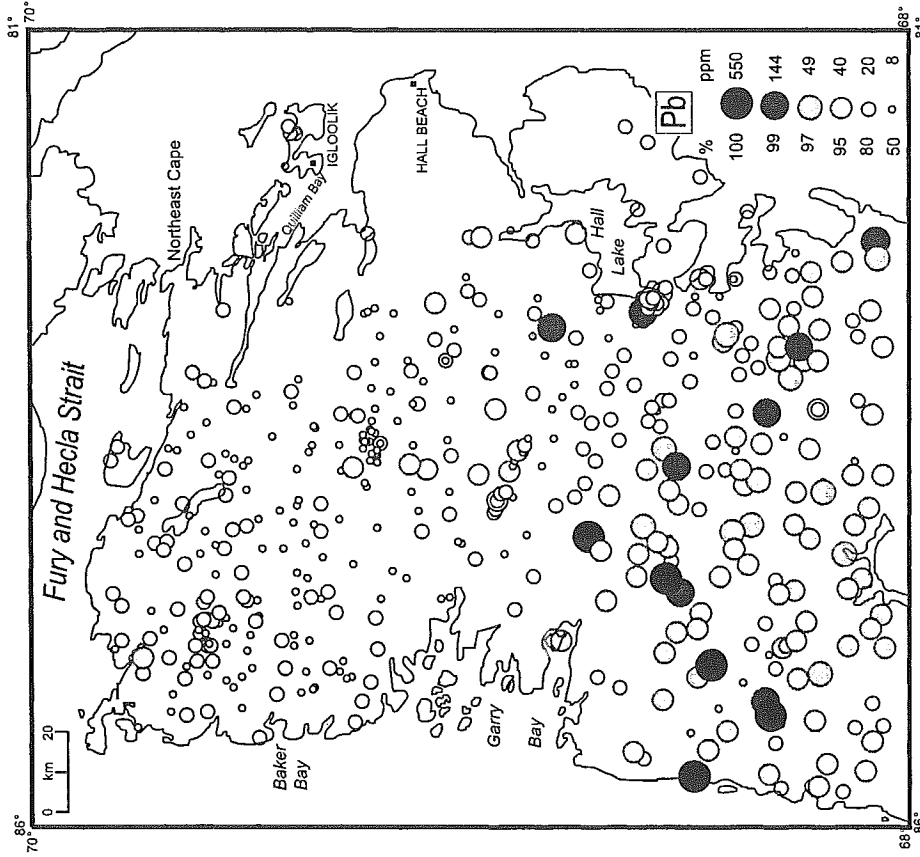 86°
81°
70°
70°
Fury and Hecla Strait
0 km 20
Northeast Cape
IGLOOLIK
Quilliam Bay
HALL BEACH
Baker
Bay
Garry
Bay
Hall
Lake
Pb
% ppm
100 550
99 144
97 49
95 40
80 20
50 8
68°
68°
86°